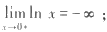 lim ln x = −∞ ;
x→0+